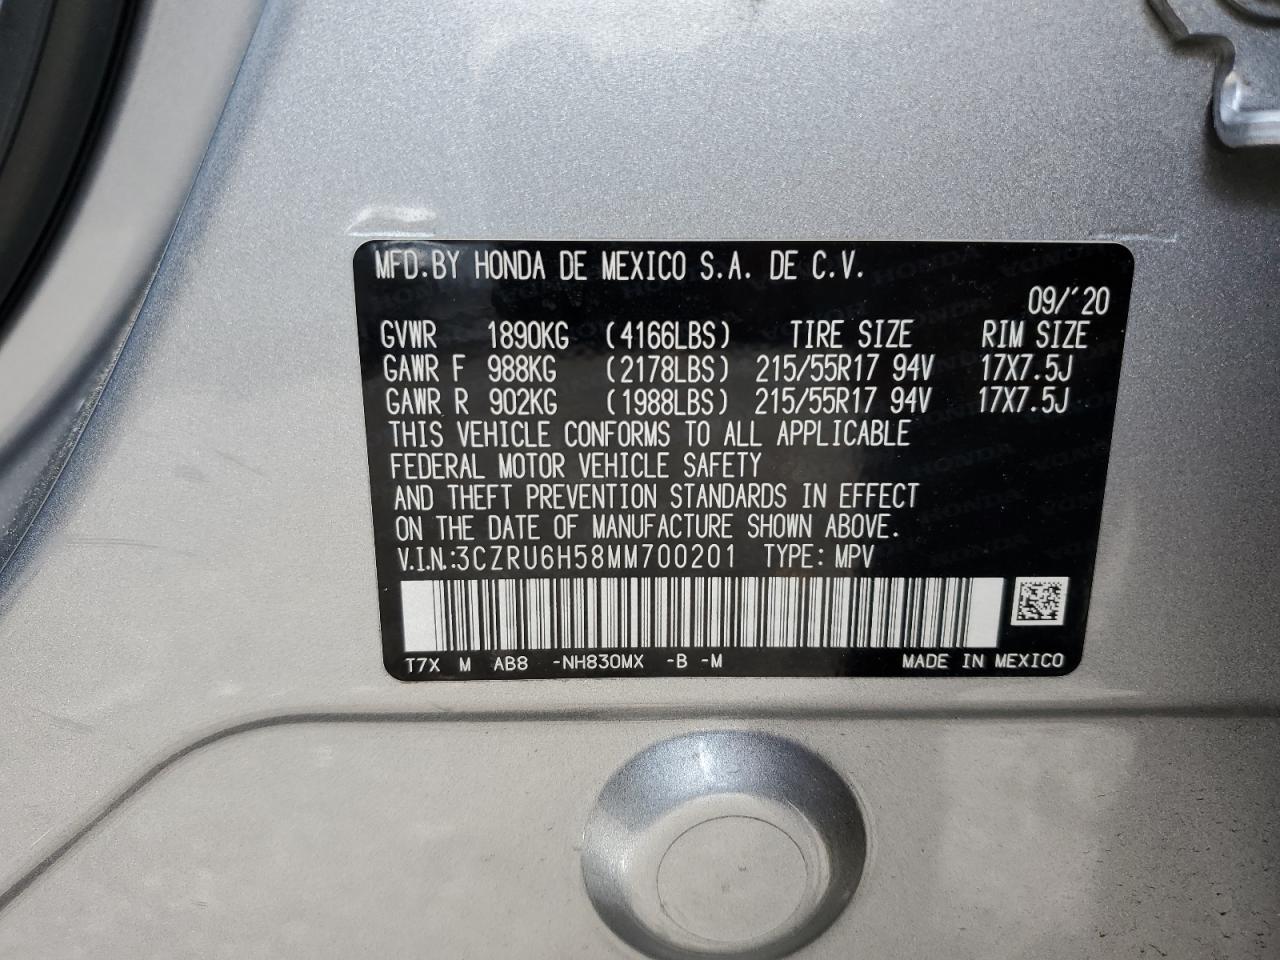 MFD. BY HONDA DE MEXICO S.A. DE C.V.
09/'20
GVWR 1890KG (4166LBS) TIRE SIZE RIM SIZE
GAWR F 988KG (2178LBS) 215/55R17 94V 17X7.5J
GAWR R 902KG (1988LBS) 215/55R17 94V 17X7.5J
THIS VEHICLE CONFORMS TO ALL APPLICABLE
FEDERAL MOTOR VEHICLE SAFETY
AND THEFT PREVENTION STANDARDS IN EFFECT
ON THE DATE OF MANUFACTURE SHOWN ABOVE.
V.I.N.:3CZRU6H58MM700201 TYPE: MPV
T7X M AB8 -NH830MX -B -M MADE IN MEXICO